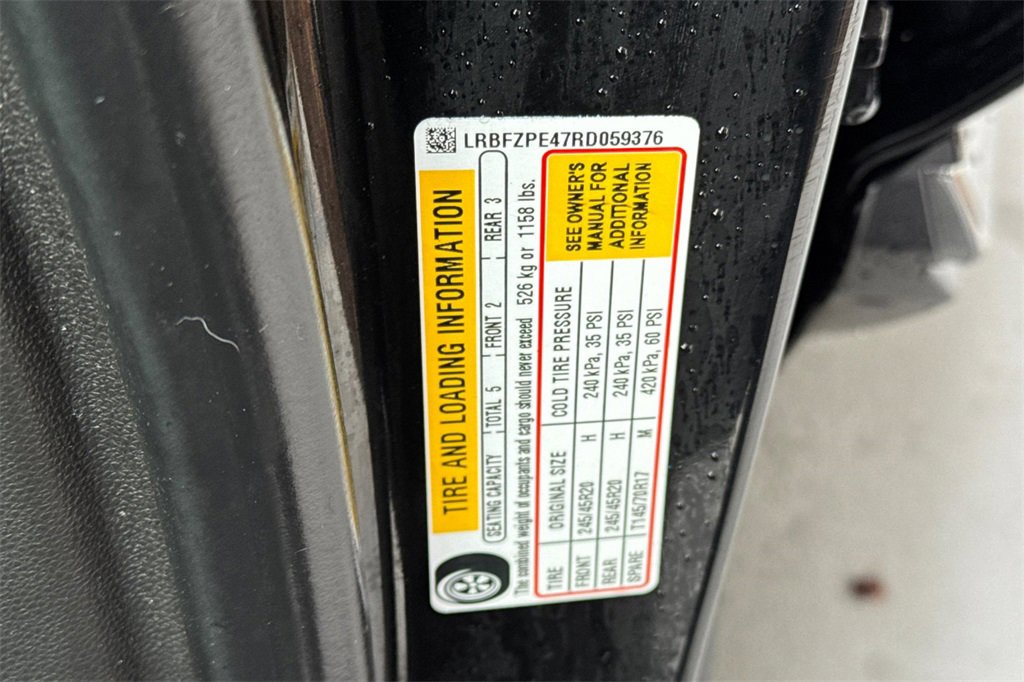 LRBFZPE47RD059376
TIRE AND LOADING INFORMATION
SEATING CAPACITY TOTAL 5 FRONT 2 REAR 3
The combined weight of occupants and cargo should never exceed 526 kg or 1158 lbs.
TIRE ORIGINAL SIZE COLD TIRE PRESSURE
FRONT 245/45R20 H 240 kPa, 35 PSI
REAR 245/45R20 H 240 kPa, 35 PSI
SPARE T145/70R17 M 420 kPa, 60 PSI
SEE OWNER'S
MANUAL FOR
ADDITIONAL
INFORMATION